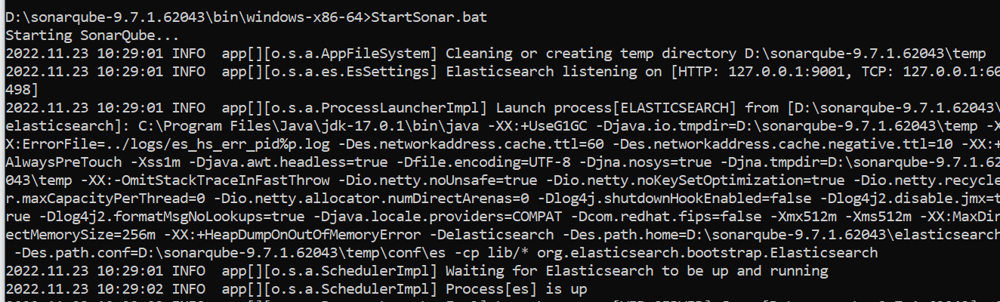 D:\sonarqube-9.7.1.62043\bin\windows-x86-64>StartSonar.bat
Starting SonarQube...
2022.11.23 10:29:01 INFO  app[][o.s.a.AppFileSystem] Cleaning or creating temp directory D:\sonarqube-9.7.1.62043\temp
2022.11.23 10:29:01 INFO  app[][o.s.a.es.EsSettings] Elasticsearch listening on [HTTP: 127.0.0.1:9001, TCP: 127.0.0.1:60
498]
2022.11.23 10:29:01 INFO  app[][o.s.a.ProcessLauncherImpl] Launch process[ELASTICSEARCH] from [D:\sonarqube-9.7.1.62043\
elasticsearch]: C:\Program Files\Java\jdk-17.0.1\bin\java -XX:+UseG1GC -Djava.io.tmpdir=D:\sonarqube-9.7.1.62043\temp -X
X:ErrorFile=../logs/es_hs_err_pid%p.log -Des.networkaddress.cache.ttl=60 -Des.networkaddress.cache.negative.ttl=10 -XX:+
AlwaysPreTouch -Xss1m -Djava.awt.headless=true -Dfile.encoding=UTF-8 -Djna.nosys=true -Djna.tmpdir=D:\sonarqube-9.7.1.62
043\temp -XX:-OmitStackTraceInFastThrow -Dio.netty.noUnsafe=true -Dio.netty.noKeySetOptimization=true -Dio.netty.recycle
r.maxCapacityPerThread=0 -Dio.netty.allocator.numDirectArenas=0 -Dlog4j.shutdownHookEnabled=false -Dlog4j2.disable.jmx=t
rue -Dlog4j2.formatMsgNoLookups=true -Djava.locale.providers=COMPAT -Dcom.redhat.fips=false -Xmx512m -Xms512m -XX:MaxDir
ectMemorySize=256m -XX:+HeapDumpOnOutOfMemoryError -Delasticsearch -Des.path.home=D:\sonarqube-9.7.1.62043\elasticsearch
 -Des.path.conf=D:\sonarqube-9.7.1.62043\temp\conf\es -cp lib/* org.elasticsearch.bootstrap.Elasticsearch
2022.11.23 10:29:01 INFO  app[][o.s.a.SchedulerImpl] Waiting for Elasticsearch to be up and running
2022.11.23 10:29:02 INFO  app[][o.s.a.SchedulerImpl] Process[es] is up